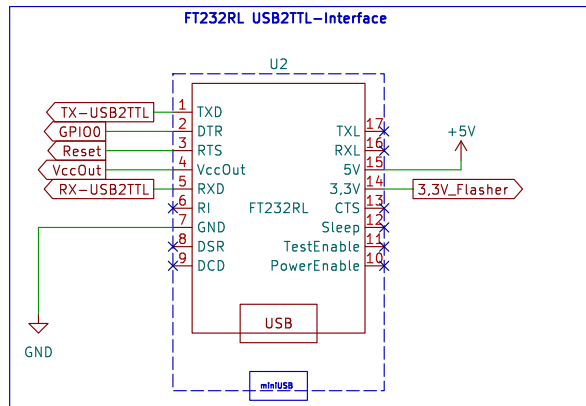 FT232RL USB2TTL-Interface
U2
TX-USB2TTL 1 TXD
GPIO0 2 DTR TXL 17
Reset 3 RTS RXL 16
VccOut 4 VccOut 5V 15 +5V
RX-USB2TTL 5 RXD 3,3V 14 3,3V_Flasher
6 RI FT232RL CTS 13
7 GND Sleep 12
8 DSR TestEnable 11
9 DCD PowerEnable 10
USB
GND
miniUSB